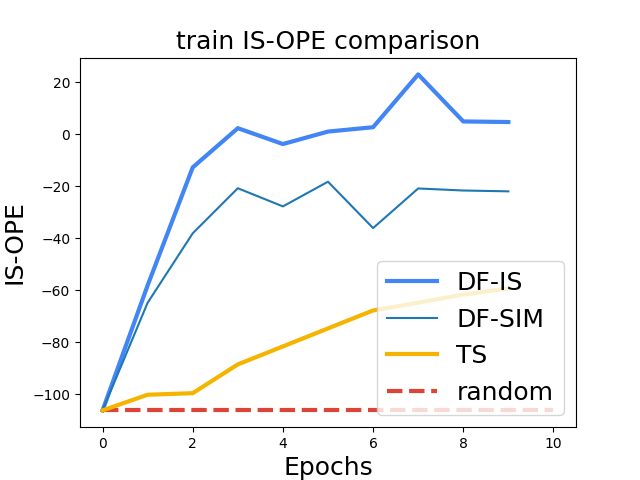 train IS-OPE comparison
IS-OPE
20
0
−20
−40
−60
−80
−100
0
2
4
6
8
10
Epochs
DF-IS
DF-SIM
TS
random